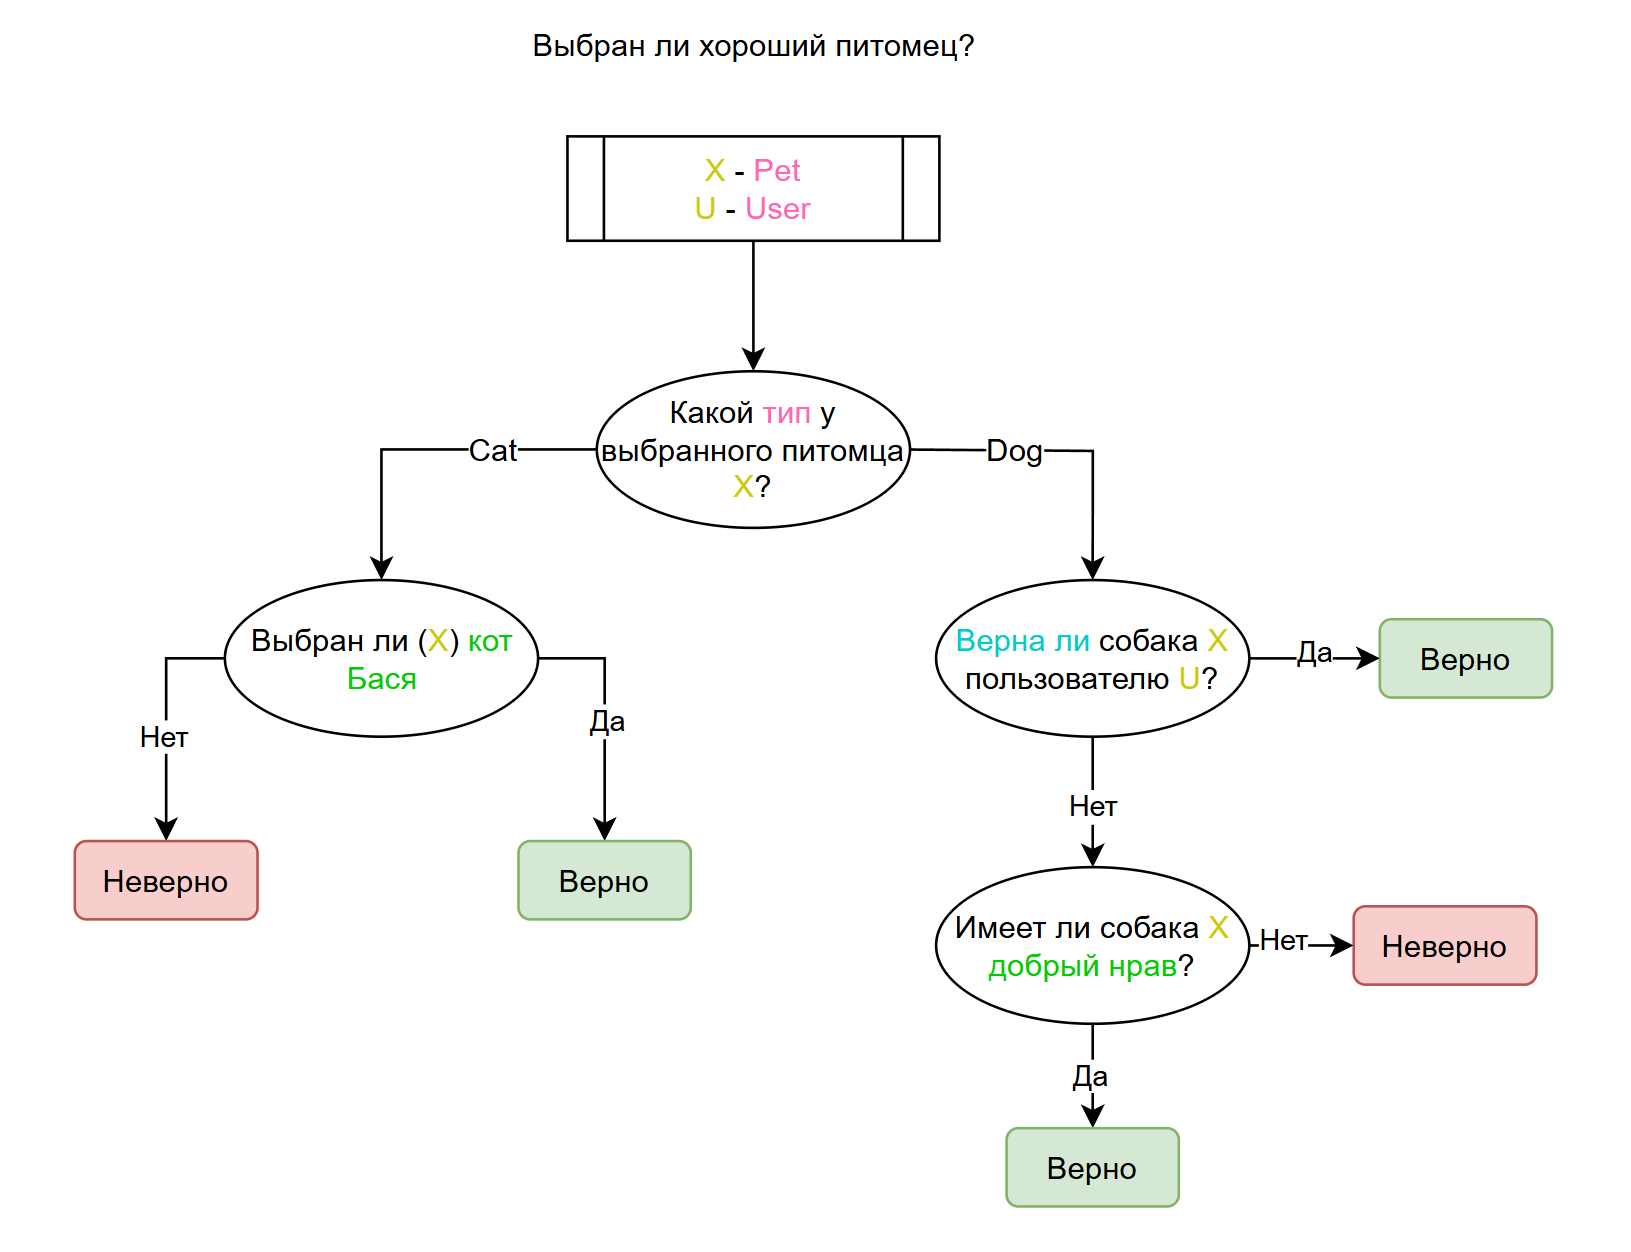 Выбран ли хороший питомец?
X - Pet
U - User
Какой тип у
выбранного питомца
X?
Cat
Dog
Выбран ли (X) кот
Бася
Верна ли собака X
пользователю U?
Да
Верно
Нет
Да
Нет
Неверно
Верно
Имеет ли собака X
добрый нрав?
Нет
Неверно
Да
Верно